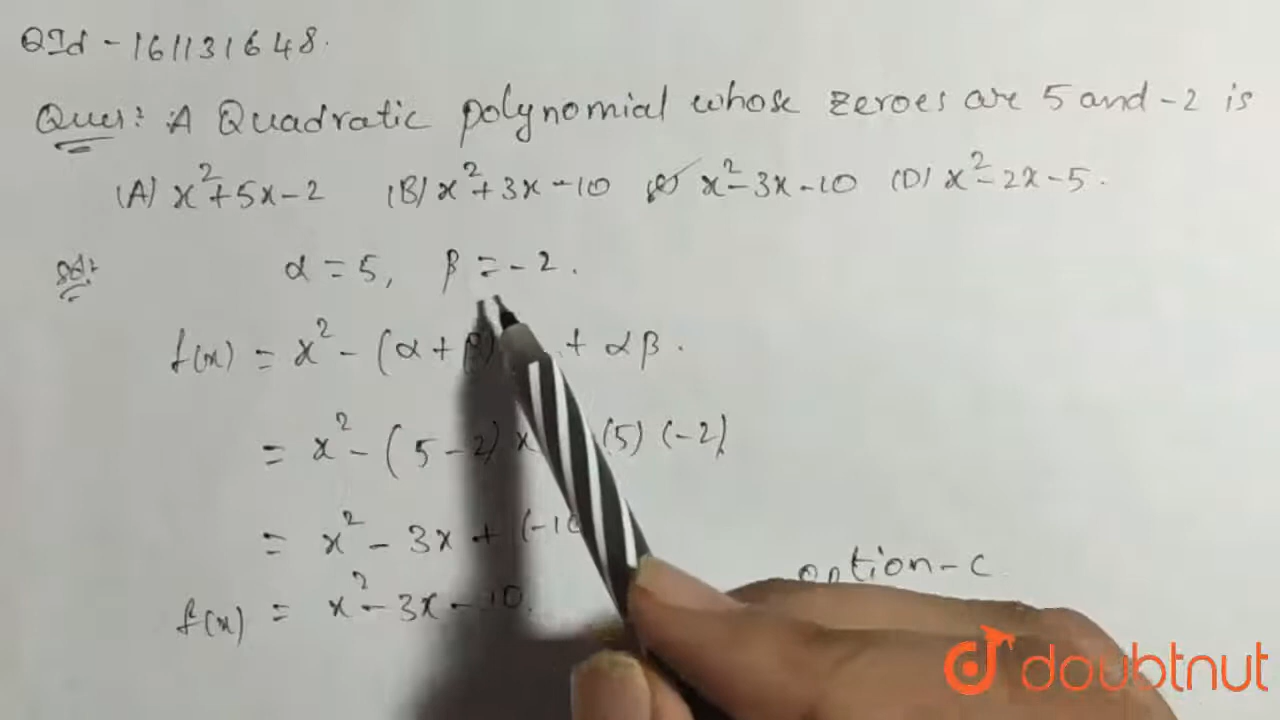 QId - 161131648.
Ques: A Quadratic polynomial whose zeroes are 5 and -2 is
(A) x²+5x-2 (B) x²+3x-10 (C) x²-3x-10 (D) x²-2x-5.
Sol:
α = 5, β = -2.
f(x) = x² - (α+β) + αβ.
= x² - (5-2) x (5) (-2)
= x² - 3x + (-10
f(x) = x² - 3x - 10.
option-c
doubtnut